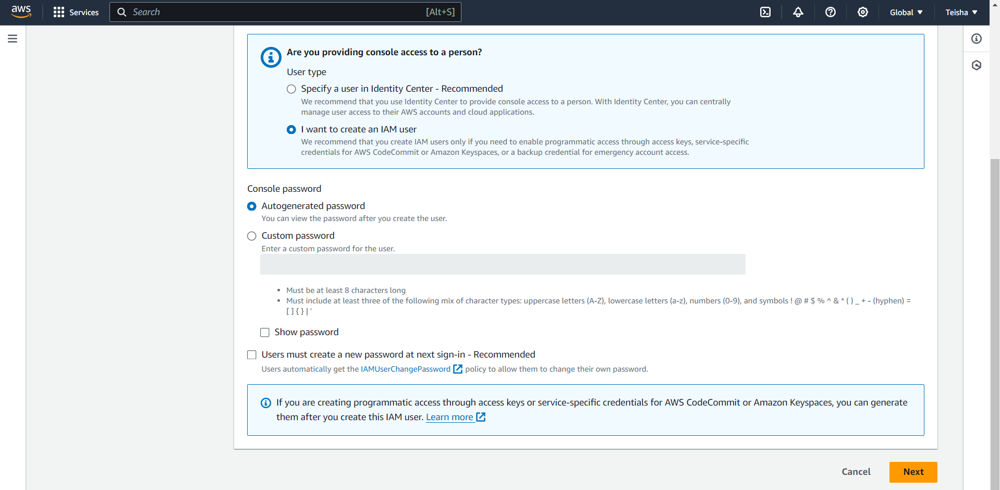 aws
Services
Search
[Alt+S]
Global
Teisha
Are you providing console access to a person?
User type
Specify a user in Identity Center - Recommended
We recommend that you use Identity Center to provide console access to a person. With Identity Center, you can centrally
manage user access to their AWS accounts and cloud applications.
I want to create an IAM user
We recommend that you create IAM users only if you need to enable programmatic access through access keys, service-specific
credentials for AWS CodeCommit or Amazon Keyspaces, or a backup credential for emergency account access.
Console password
Autogenerated password
You can view the password after you create the user.
Custom password
Enter a custom password for the user.
• Must be at least 8 characters long
• Must include at least three of the following mix of character types: uppercase letters (A-Z), lowercase letters (a-z), numbers (0-9), and symbols ! @ # $ % ^ & * ( ) _ + - (hyphen) =
[ ] { } | '
Show password
Users must create a new password at next sign-in - Recommended
Users automatically get the IAMUserChangePassword policy to allow them to change their own password.
If you are creating programmatic access through access keys or service-specific credentials for AWS CodeCommit or Amazon Keyspaces, you can generate
them after you create this IAM user. Learn more
Cancel
Next